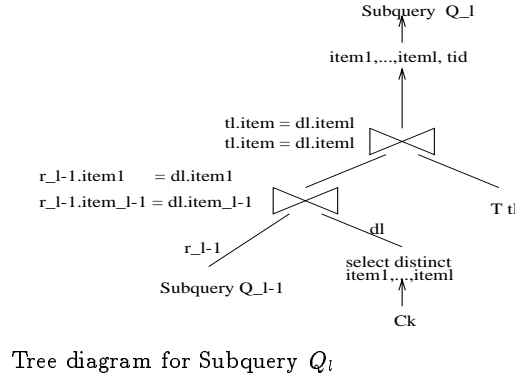 Subquery Q_l
item1,...,iteml, tid
tl.item = dl.iteml
tl.item = dl.iteml
r_l-1.item1 = dl.item1
r_l-1.item_l-1 = dl.item_l-1
T tl
r_l-1
dl
select distinct
item1,...,iteml
Subquery Q_l-1
Ck
Tree diagram for Subquery Q_l